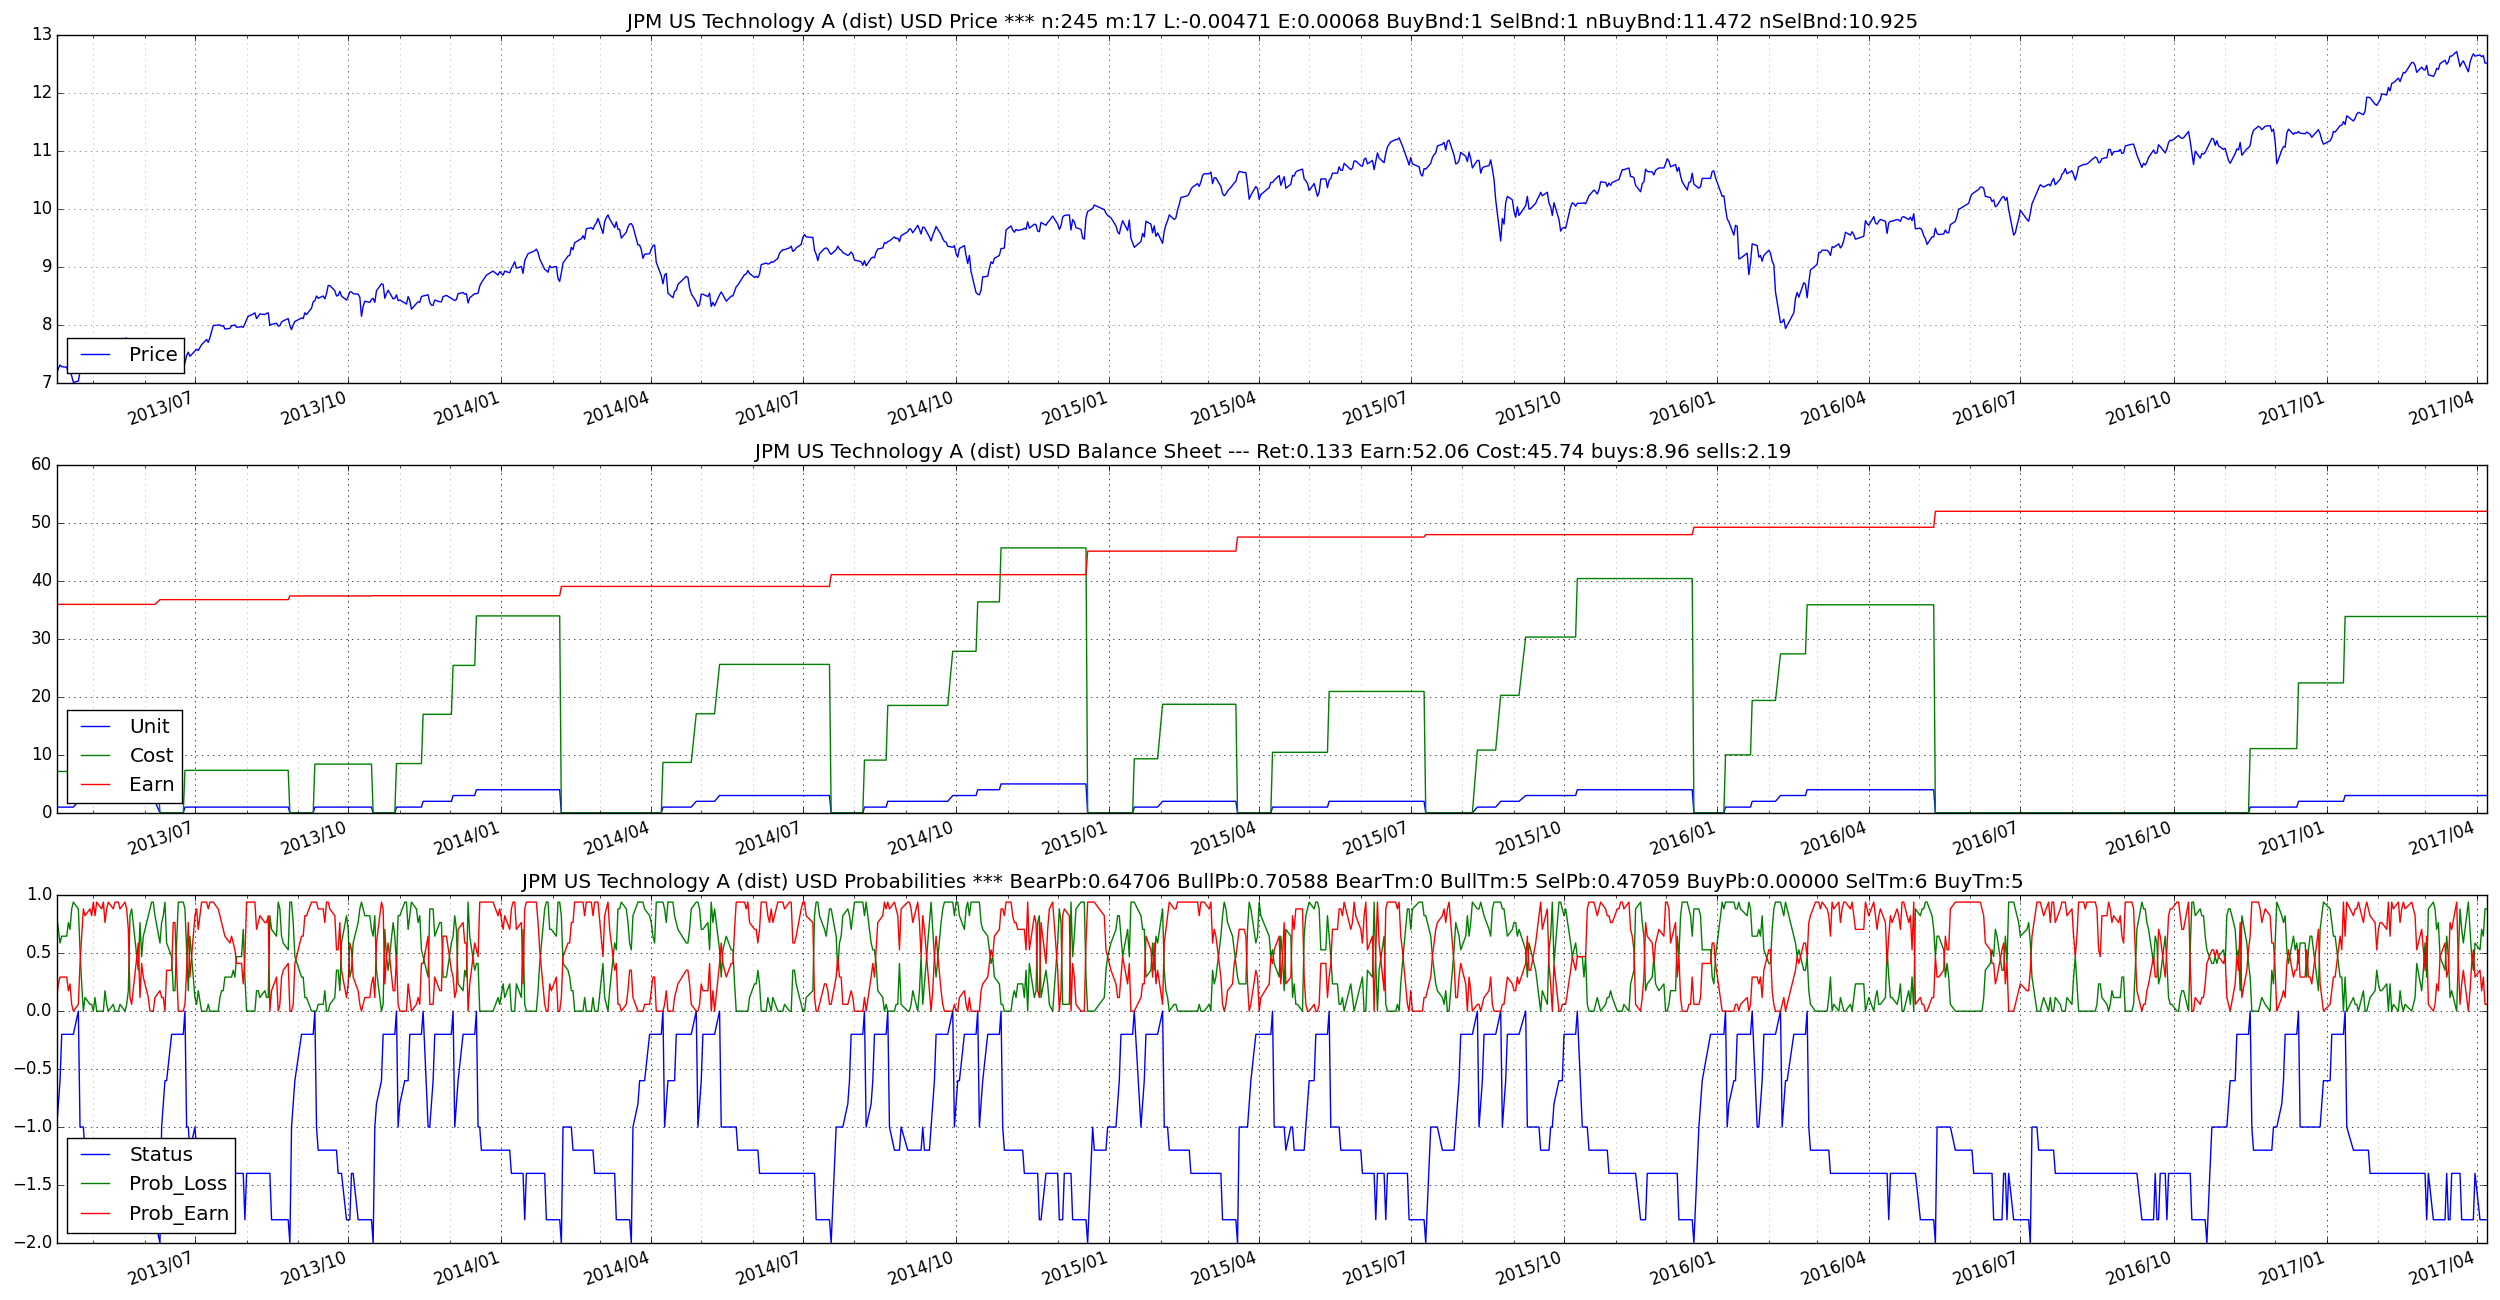 JPM US Technology A (dist) USD Price *** n:245 m:17 L:-0.00471 E:0.00068 BuyBnd:1 SelBnd:1 nBuyBnd:11.472 nSelBnd:10.925
13
12
11
10
9
8
7
Price
2013/07 2013/10 2014/01 2014/04 2014/07 2014/10 2015/01 2015/04 2015/07 2015/10 2016/01 2016/04 2016/07 2016/10 2017/01 2017/04
JPM US Technology A (dist) USD Balance Sheet --- Ret:0.133 Earn:52.06 Cost:45.74 buys:8.96 sells:2.19
60
50
40
30
20
10
0
Unit
Cost
Earn
2013/07 2013/10 2014/01 2014/04 2014/07 2014/10 2015/01 2015/04 2015/07 2015/10 2016/01 2016/04 2016/07 2016/10 2017/01 2017/04
JPM US Technology A (dist) USD Probabilities *** BearPb:0.64706 BullPb:0.70588 BearTm:0 BullTm:5 SelPb:0.47059 BuyPb:0.00000 SelTm:6 BuyTm:5
1.0
0.5
0.0
−0.5
−1.0
−1.5
−2.0
Status
Prob_Loss
Prob_Earn
2013/07 2013/10 2014/01 2014/04 2014/07 2014/10 2015/01 2015/04 2015/07 2015/10 2016/01 2016/04 2016/07 2016/10 2017/01 2017/04